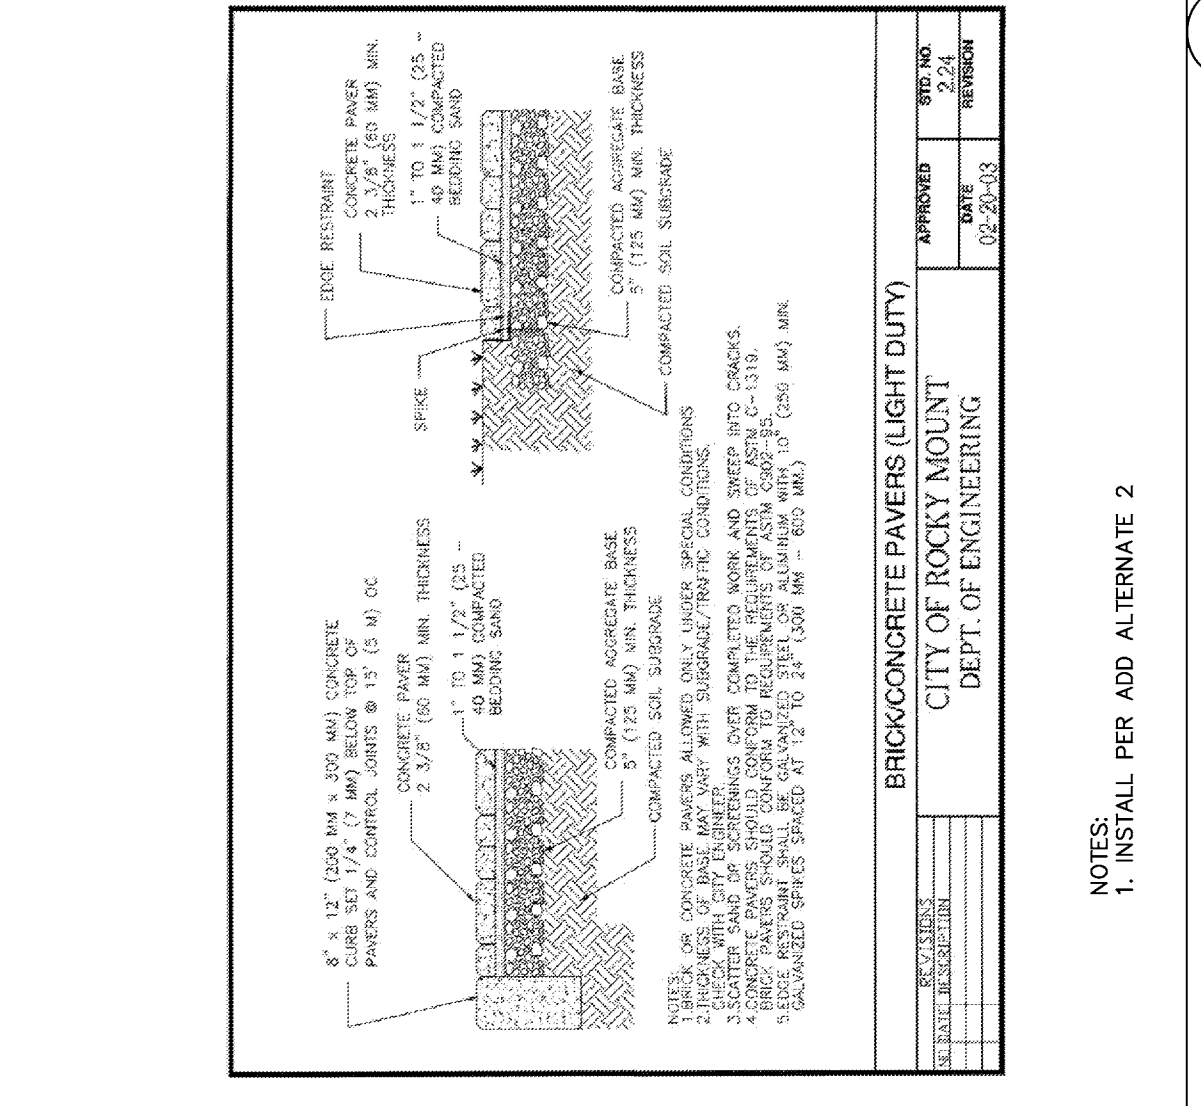 8" x 12" (200 MM x 300 MM) CONCRETE
CURB SET 1/4" (7 MM) BELOW TOP OF
PAVERS AND CONTROL JOINTS @ 15' (5 M) OC
CONCRETE PAVER
2 3/8" (60 MM) MIN. THICKNESS
1" TO 1 1/2" (25 -
40 MM) COMPACTED
BEDDING SAND
COMPACTED AGGREGATE BASE
5" (125 MM) MIN. THICKNESS
COMPACTED SOIL SUBGRADE
SPIKE
EDGE RESTRAINT
CONCRETE PAVER
2 3/8" (60 MM) MIN.
THICKNESS
1" TO 1 1/2" (25 -
40 MM) COMPACTED
BEDDING SAND
COMPACTED AGGREGATE BASE
5" (125 MM) MIN. THICKNESS
COMPACTED SOIL SUBGRADE
NOTES:
1.BRICK OR CONCRETE PAVERS ALLOWED ONLY UNDER SPECIAL CONDITIONS
2.THICKNESS OF BASE MAY VARY WITH SUBGRADE/TRAFFIC CONDITIONS.
CHECK WITH CITY ENGINEER.
3.SCATTER SAND OR SCREENINGS OVER COMPLETED WORK AND SWEEP INTO CRACKS.
4.CONCRETE PAVERS SHOULD CONFORM TO THE REQUIREMENTS OF ASTM C-1319.
BRICK PAVERS SHOULD CONFORM TO REQUIREMENTS OF ASTM C902-95.
5.EDGE RESTRAINT SHALL BE GALVANIZED STEEL OR ALUMINUM WITH 10" (250 MM) MIN.
GALVANIZED SPIKES SPACED AT 12" TO 24" (300 MM - 600 MM.)
BRICK/CONCRETE PAVERS (LIGHT DUTY)
REVISIONS
NO DATE DESCRIPTION
CITY OF ROCKY MOUNT
DEPT. OF ENGINEERING
APPROVED
DATE
02-20-03
STD. NO.
2.24
REVISION
NOTES:
1. INSTALL PER ADD ALTERNATE 2